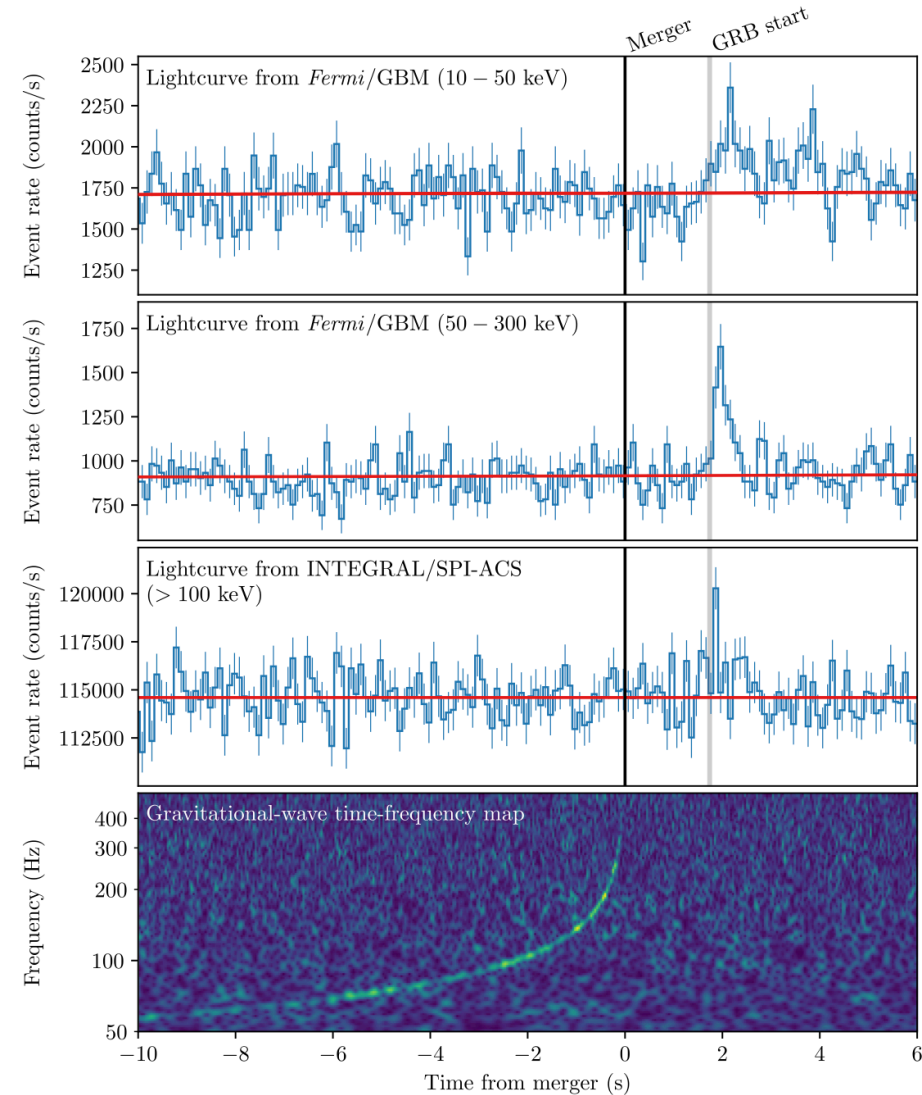 Merger
GRB start
Lightcurve from Fermi/GBM (10 − 50 keV)
Event rate (counts/s)
2500
2250
2000
1750
1500
1250
Lightcurve from Fermi/GBM (50 − 300 keV)
Event rate (counts/s)
1750
1500
1250
1000
750
Lightcurve from INTEGRAL/SPI-ACS
(> 100 keV)
Event rate (counts/s)
120000
117500
115000
112500
Gravitational-wave time-frequency map
Frequency (Hz)
400
300
200
100
50
−10 −8 −6 −4 −2 0 2 4 6
Time from merger (s)